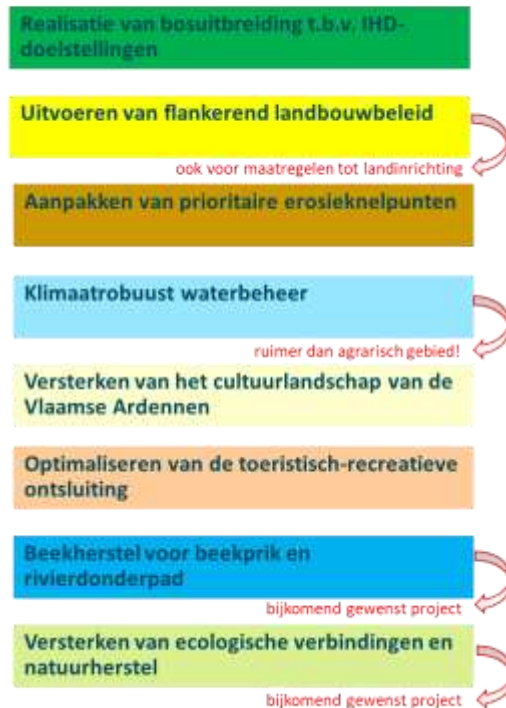 Realisatie van bosuitbreiding t.b.v. IHD-
doelstellingen
Uitvoeren van flankerend landbouwbeleid
ook voor maatregelen tot landinrichting
Aanpakken van prioritaire erosieknelpunten
Klimaatrobuust waterbeheer
ruimer dan agrarisch gebied!
Versterken van het cultuurlandschap van de
Vlaamse Ardennen
Optimaliseren van de toeristisch-recreatieve
ontsluiting
Beekherstel voor beekprik en
rivierdonderpad
bijkomend gewenst project
Versterken van ecologische verbindingen en
natuurherstel
bijkomend gewenst project